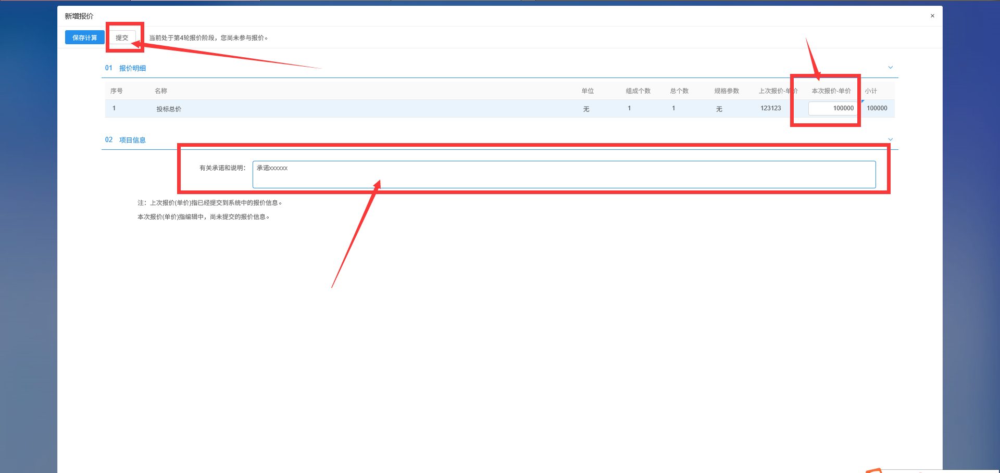 新增报价 ×
保存计算 提交 当前处于第4轮报价阶段，您尚未参与报价。
01 报价明细
序号 名称 单位 组成个数 总个数 规格参数 上次报价-单价 本次报价-单价 小计
1 投标总价 无 1 1 无 123123 100000 100000
02 项目信息
有关承诺和说明： 承诺xxxxxx
注：上次报价(单价)指已经提交到系统中的报价信息。
本次报价(单价)指编辑中，尚未提交的报价信息。